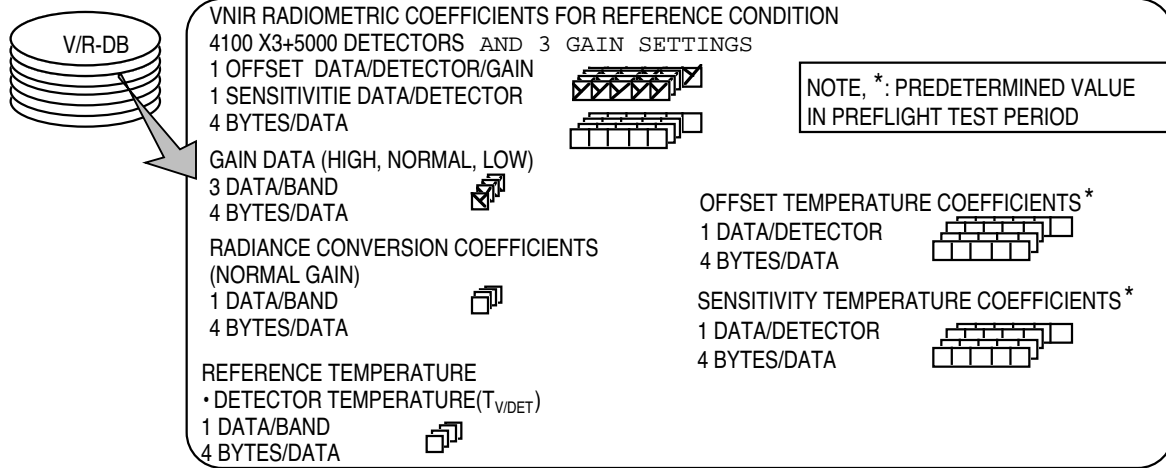 V/R-DB
VNIR RADIOMETRIC COEFFICIENTS FOR REFERENCE CONDITION
4100 X3+5000 DETECTORS AND 3 GAIN SETTINGS
1 OFFSET DATA/DETECTOR/GAIN
1 SENSITIVITIE DATA/DETECTOR
4 BYTES/DATA
NOTE, *: PREDETERMINED VALUE
IN PREFLIGHT TEST PERIOD
GAIN DATA (HIGH, NORMAL, LOW)
3 DATA/BAND
4 BYTES/DATA
RADIANCE CONVERSION COEFFICIENTS
(NORMAL GAIN)
1 DATA/BAND
4 BYTES/DATA
REFERENCE TEMPERATURE
• DETECTOR TEMPERATURE(TV/DET)
1 DATA/BAND
4 BYTES/DATA
OFFSET TEMPERATURE COEFFICIENTS*
1 DATA/DETECTOR
4 BYTES/DATA
SENSITIVITY TEMPERATURE COEFFICIENTS*
1 DATA/DETECTOR
4 BYTES/DATA